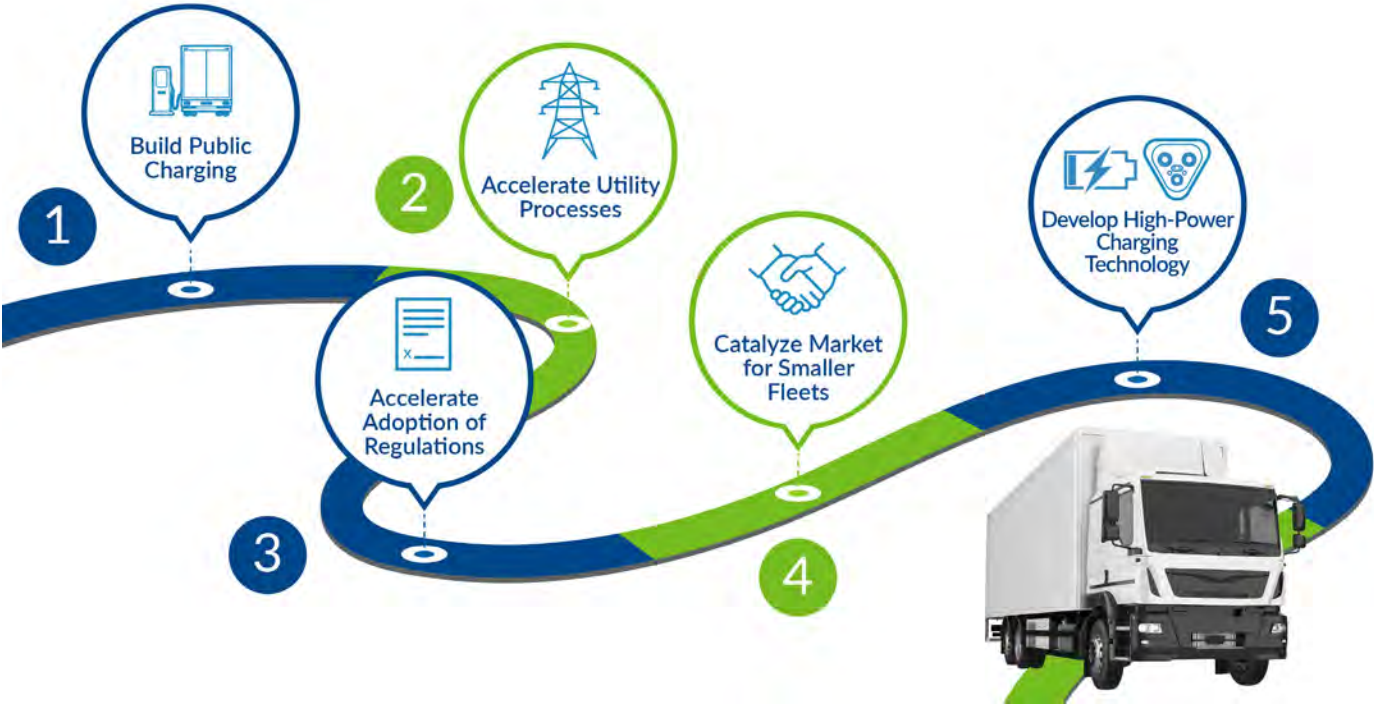 1
Build Public
Charging
2
Accelerate Utility
Processes
3
Accelerate
Adoption of
Regulations
x
4
Catalyze Market
for Smaller
Fleets
5
Develop High-Power
Charging
Technology